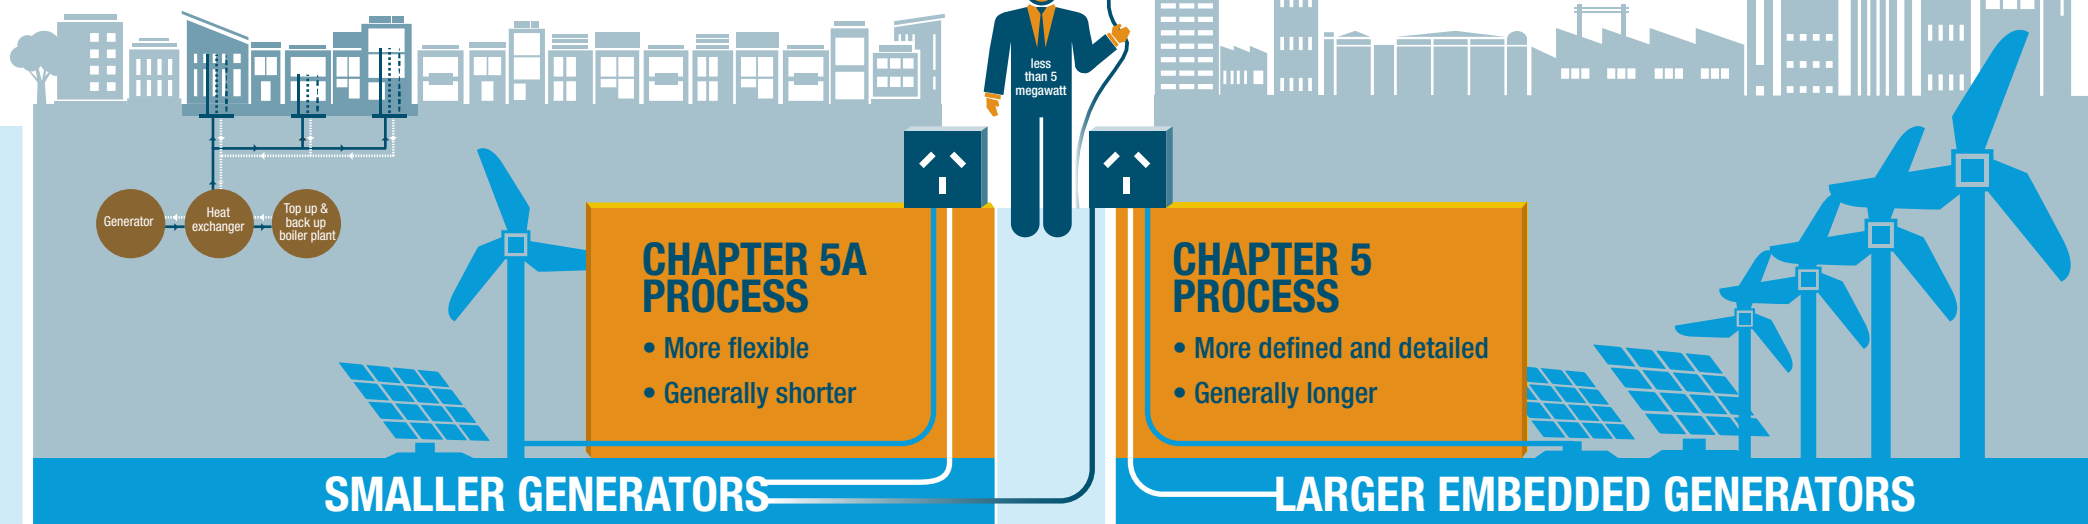 less
than 5
megawatt
Generator
Heat
exchanger
Top up &
back up
boiler plant
CHAPTER 5A
PROCESS
• More flexible
• Generally shorter
CHAPTER 5
PROCESS
• More defined and detailed
• Generally longer
SMALLER GENERATORS
LARGER EMBEDDED GENERATORS